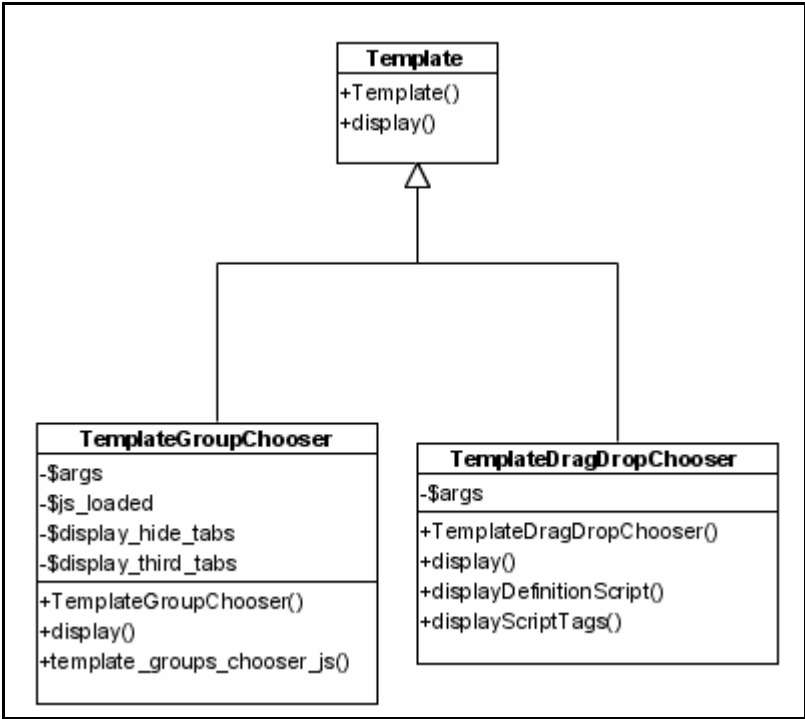 Template
+Template()
+display()
TemplateGroupChooser
-$args
-$js_loaded
-$display_hide_tabs
-$display_third_tabs
+TemplateGroupChooser()
+display()
+template_groups_chooser_js()
TemplateDragDropChooser
-$args
+TemplateDragDropChooser()
+display()
+displayDefinitionScript()
+displayScriptTags()